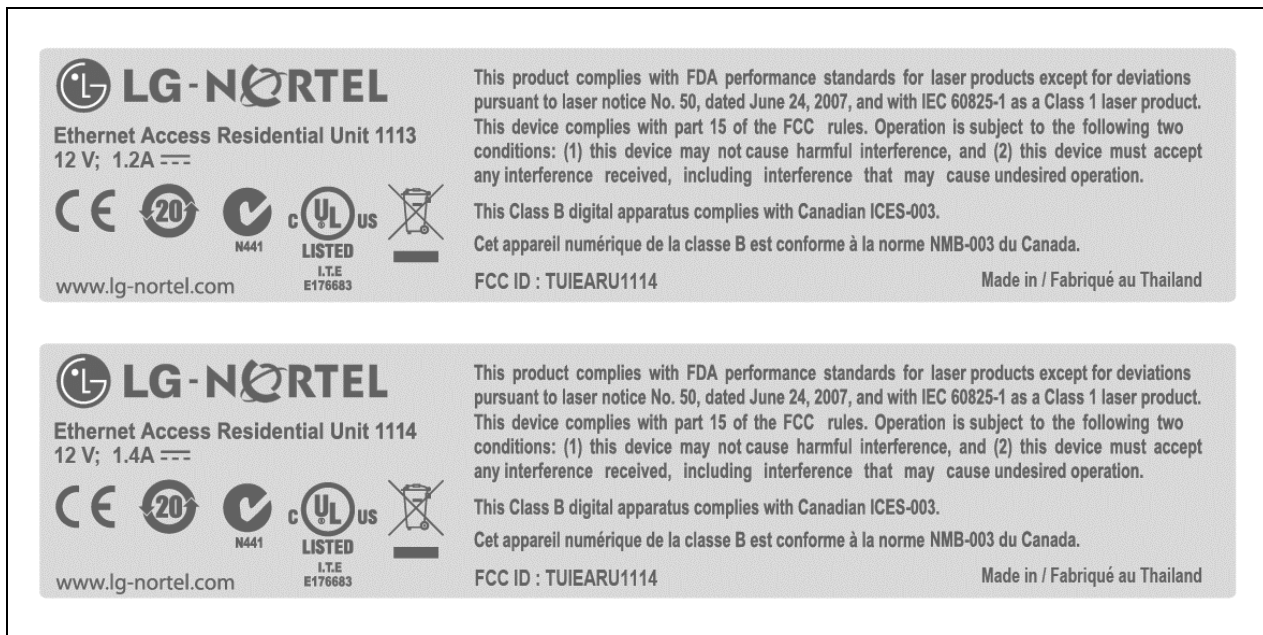 LG LG-NORTEL
Ethernet Access Residential Unit 1113
12 V; 1.2A
CE 20 N441 C UL US LISTED I.T.E E176683
www.lg-nortel.com
This product complies with FDA performance standards for laser products except for deviations
pursuant to laser notice No. 50, dated June 24, 2007, and with IEC 60825-1 as a Class 1 laser product.
This device complies with part 15 of the FCC rules. Operation is subject to the following two
conditions: (1) this device may not cause harmful interference, and (2) this device must accept
any interference received, including interference that may cause undesired operation.
This Class B digital apparatus complies with Canadian ICES-003.
Cet appareil numérique de la classe B est conforme à la norme NMB-003 du Canada.
FCC ID : TUIEARU1114 Made in / Fabriqué au Thailand
LG LG-NORTEL
Ethernet Access Residential Unit 1114
12 V; 1.4A
CE 20 N441 C UL US LISTED I.T.E E176683
www.lg-nortel.com
This product complies with FDA performance standards for laser products except for deviations
pursuant to laser notice No. 50, dated June 24, 2007, and with IEC 60825-1 as a Class 1 laser product.
This device complies with part 15 of the FCC rules. Operation is subject to the following two
conditions: (1) this device may not cause harmful interference, and (2) this device must accept
any interference received, including interference that may cause undesired operation.
This Class B digital apparatus complies with Canadian ICES-003.
Cet appareil numérique de la classe B est conforme à la norme NMB-003 du Canada.
FCC ID : TUIEARU1114 Made in / Fabriqué au Thailand